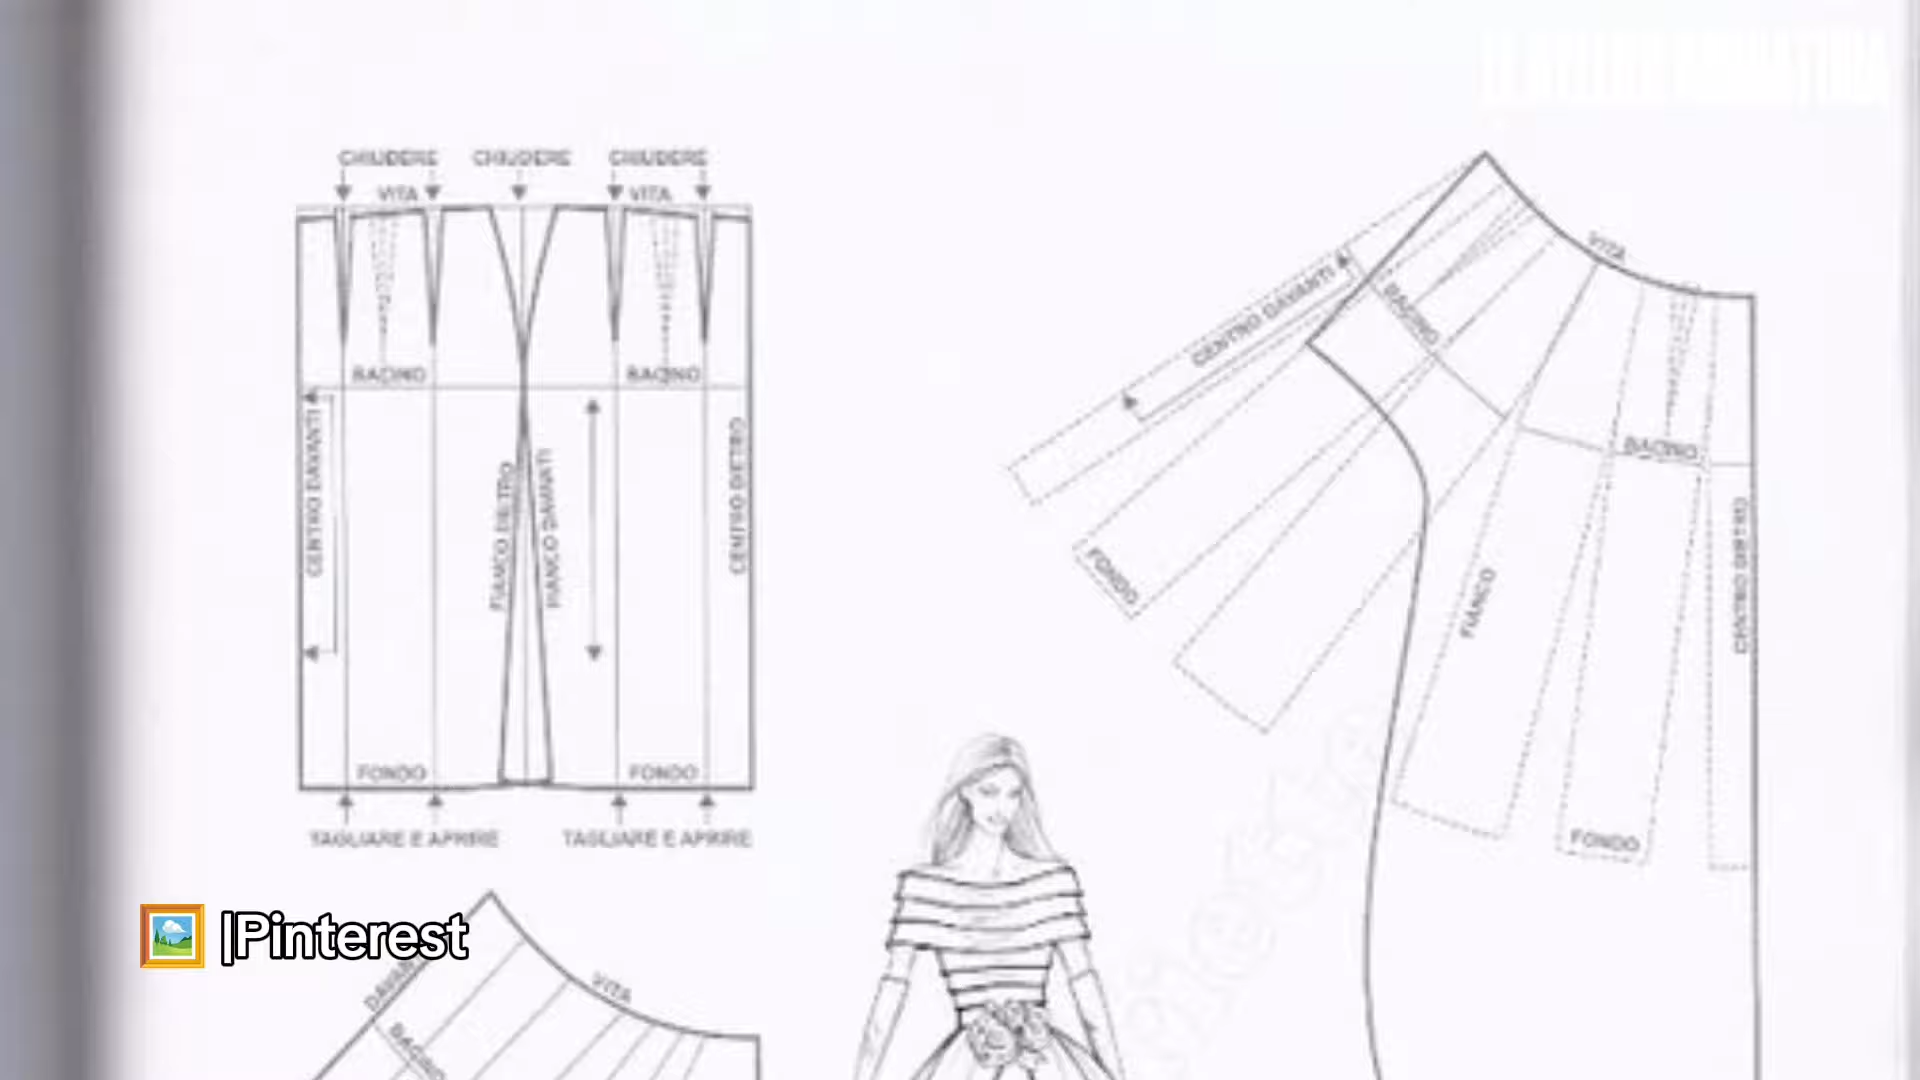 CHIUDERE CHIUDERE CHIUDERE
VITA VITA
BACINO BACINO
CENTRO DAVANTI
FIANCO DIETRO
FIANCO DAVANTI
CENTRO DIETRO
FONDO FONDO
TAGLIARE E APRIRE TAGLIARE E APRIRE
VITA
CENTRO DAVANTI
BACINO
BACINO
FONDO
FIANCO
CENTRO DIETRO
FONDO
|Pinterest
VITA
BACINO